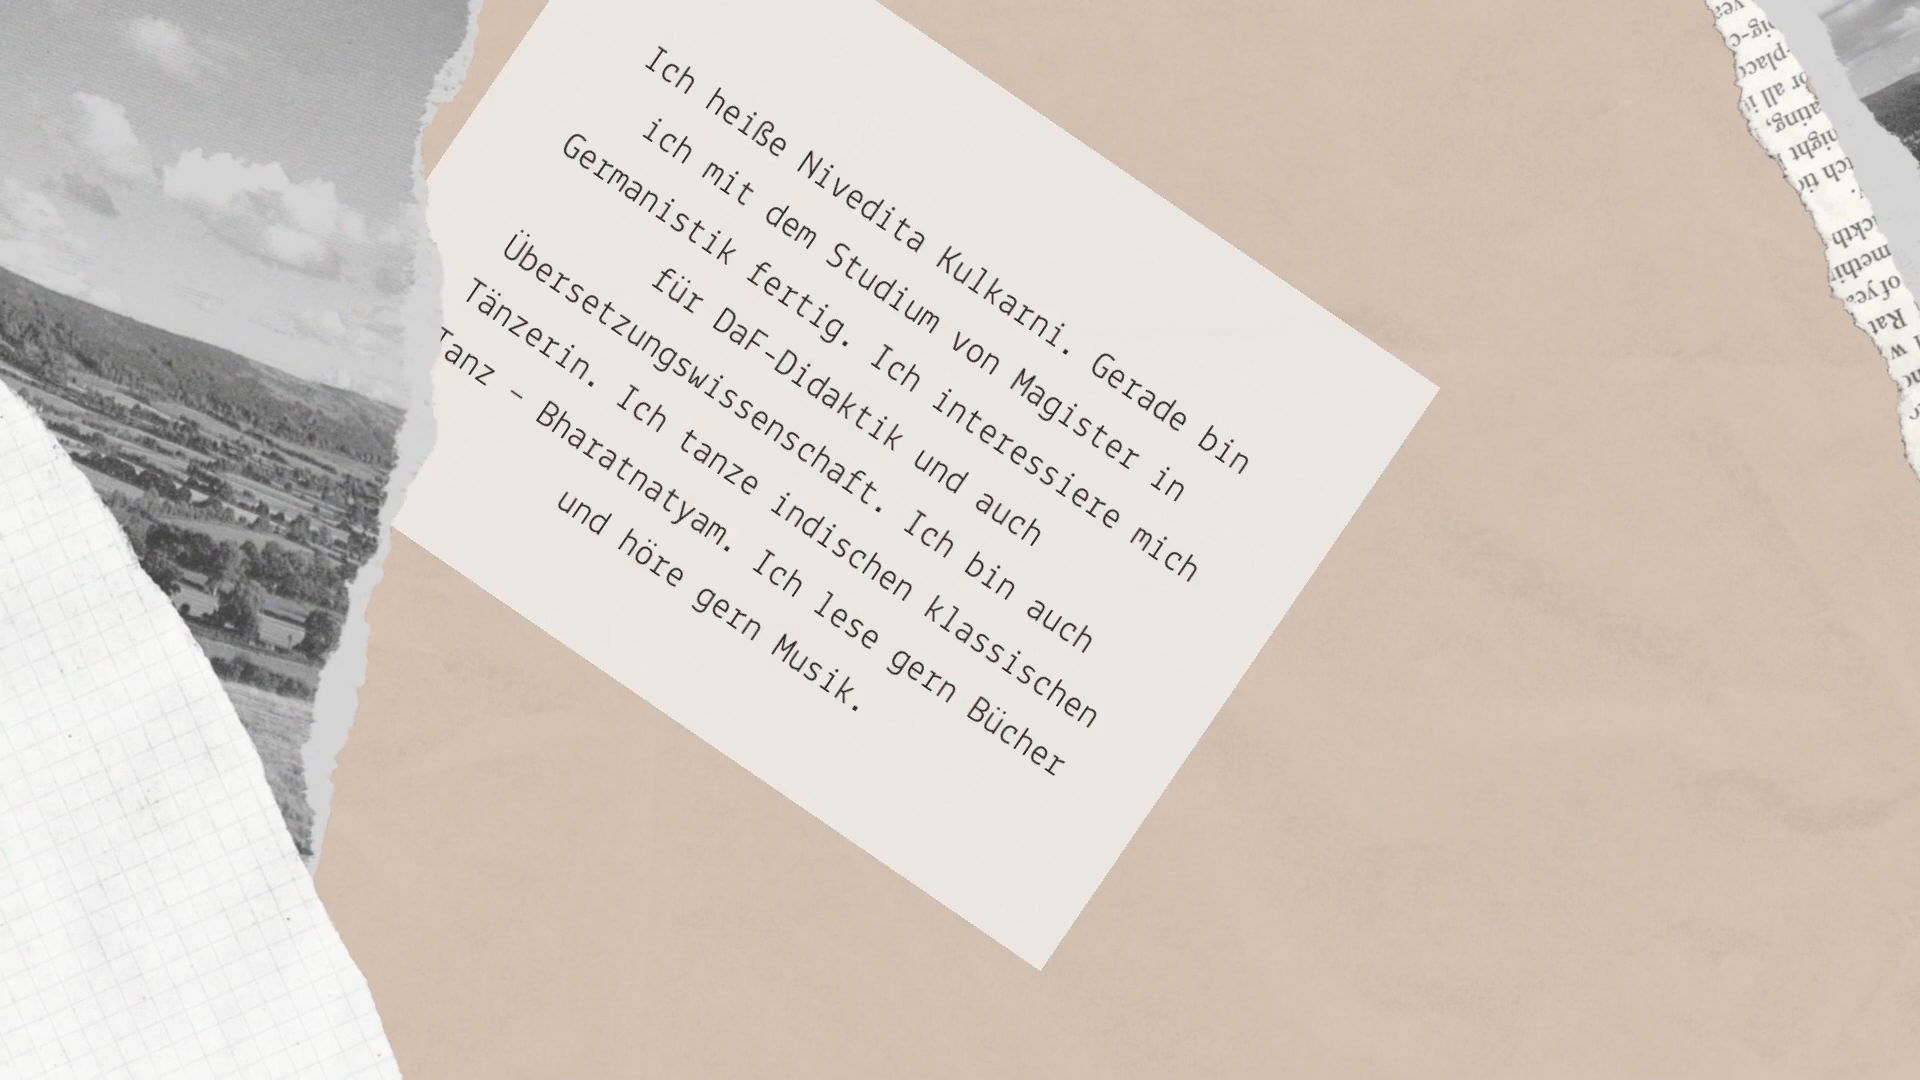 Ich heiße Nivedita Kulkarni. Gerade bin
ich mit dem Studium von Magister in
Germanistik fertig. Ich interessiere mich
für DaF-Didaktik und auch
Übersetzungswissenschaft. Ich bin auch
Tänzerin. Ich tanze indischen klassischen
Tanz - Bharatnatyam. Ich lese gern Bücher
und höre gern Musik.